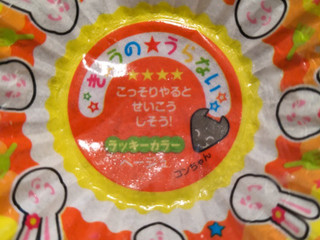 きょうの★うらない
★★★★
こっそりやると
せいこう
しそう!
ラッキーカラー
ベージュ
コンちゃん